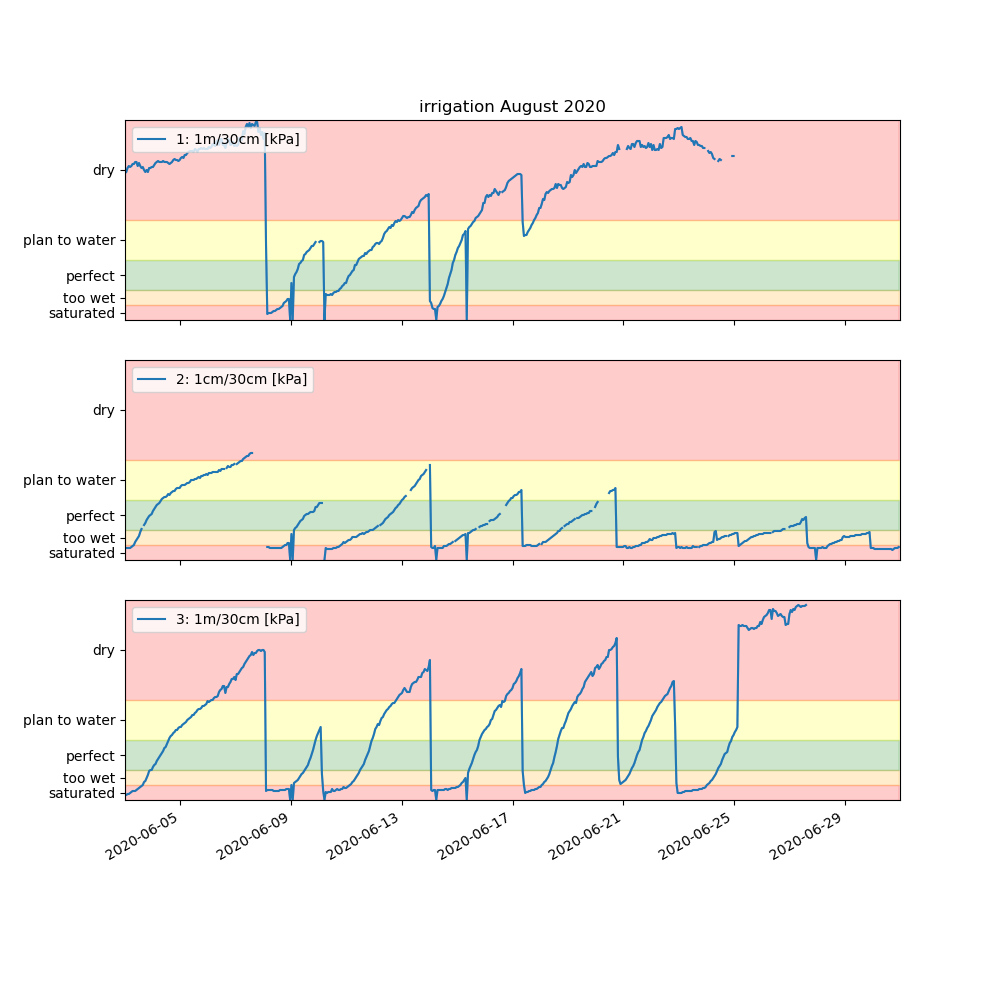 irrigation August 2020
1: 1m/30cm [kPa]
dry
plan to water
perfect
too wet
saturated
2: 1cm/30cm [kPa]
dry
plan to water
perfect
too wet
saturated
3: 1m/30cm [kPa]
dry
plan to water
perfect
too wet
saturated
2020-06-05
2020-06-09
2020-06-13
2020-06-17
2020-06-21
2020-06-25
2020-06-29